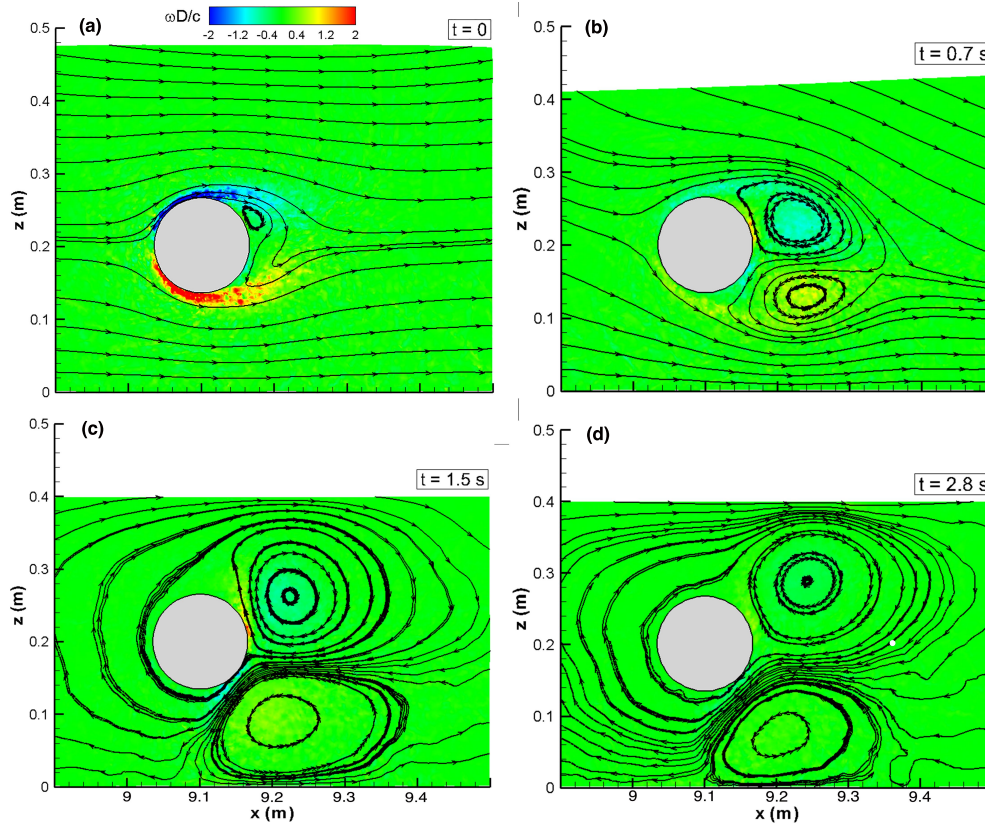 (a)
ωD/c
-2 -1.2 -0.4 0.4 1.2 2
t = 0
z (m)
0.5
0.4
0.3
0.2
0.1
0
(b)
t = 0.7 s
z (m)
0.5
0.4
0.3
0.2
0.1
0
(c)
t = 1.5 s
z (m)
0.5
0.4
0.3
0.2
0.1
0
9 9.1 9.2 9.3 9.4
x (m)
(d)
t = 2.8 s
z (m)
0.5
0.4
0.3
0.2
0.1
0
9 9.1 9.2 9.3 9.4
x (m)